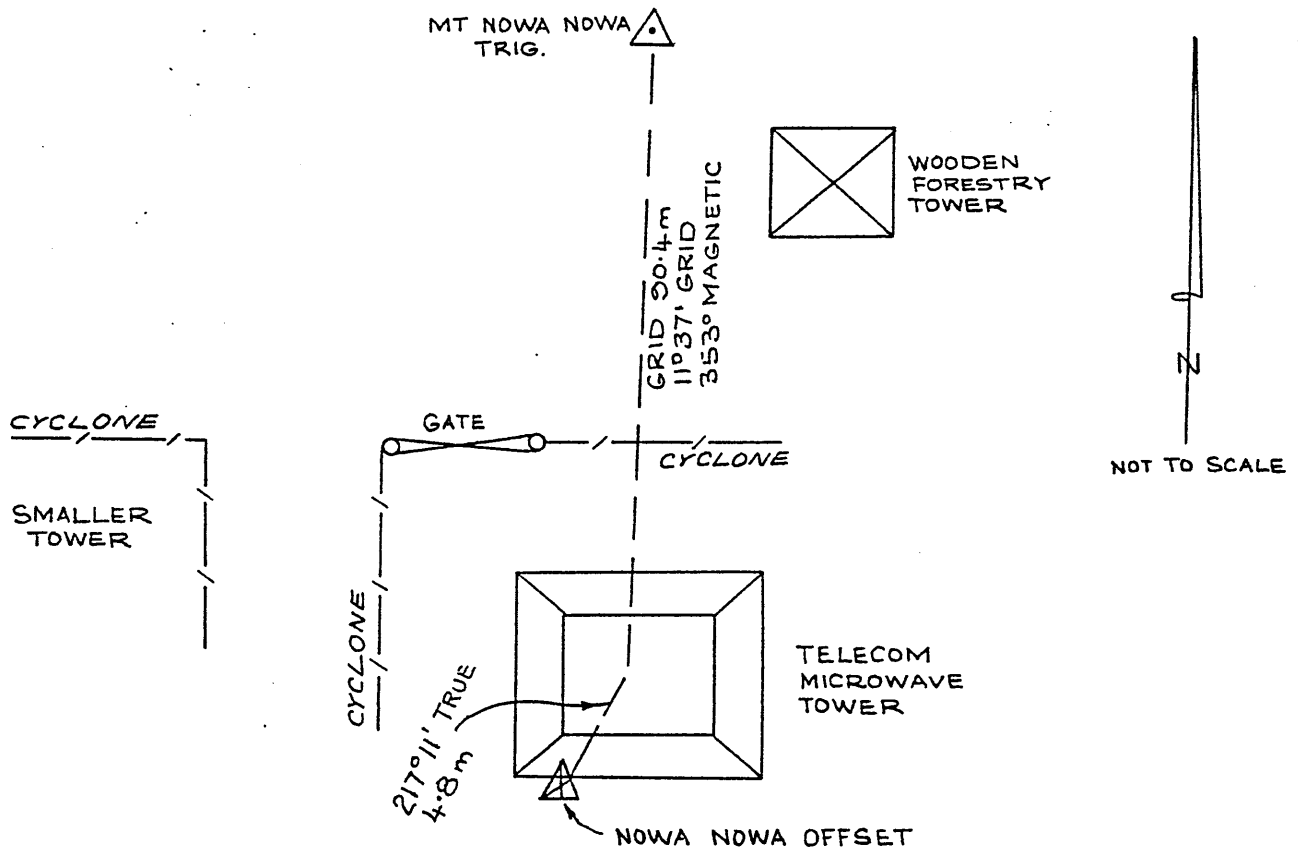 MT NOWA NOWA
TRIG.
WOODEN
FORESTRY
TOWER
GRID 90.4m
11°37' GRID
353° MAGNETIC
N
NOT TO SCALE
CYCLONE
GATE
CYCLONE
SMALLER
TOWER
CYCLONE
217°11' TRUE
4.8m
TELECOM
MICROWAVE
TOWER
NOWA NOWA OFFSET